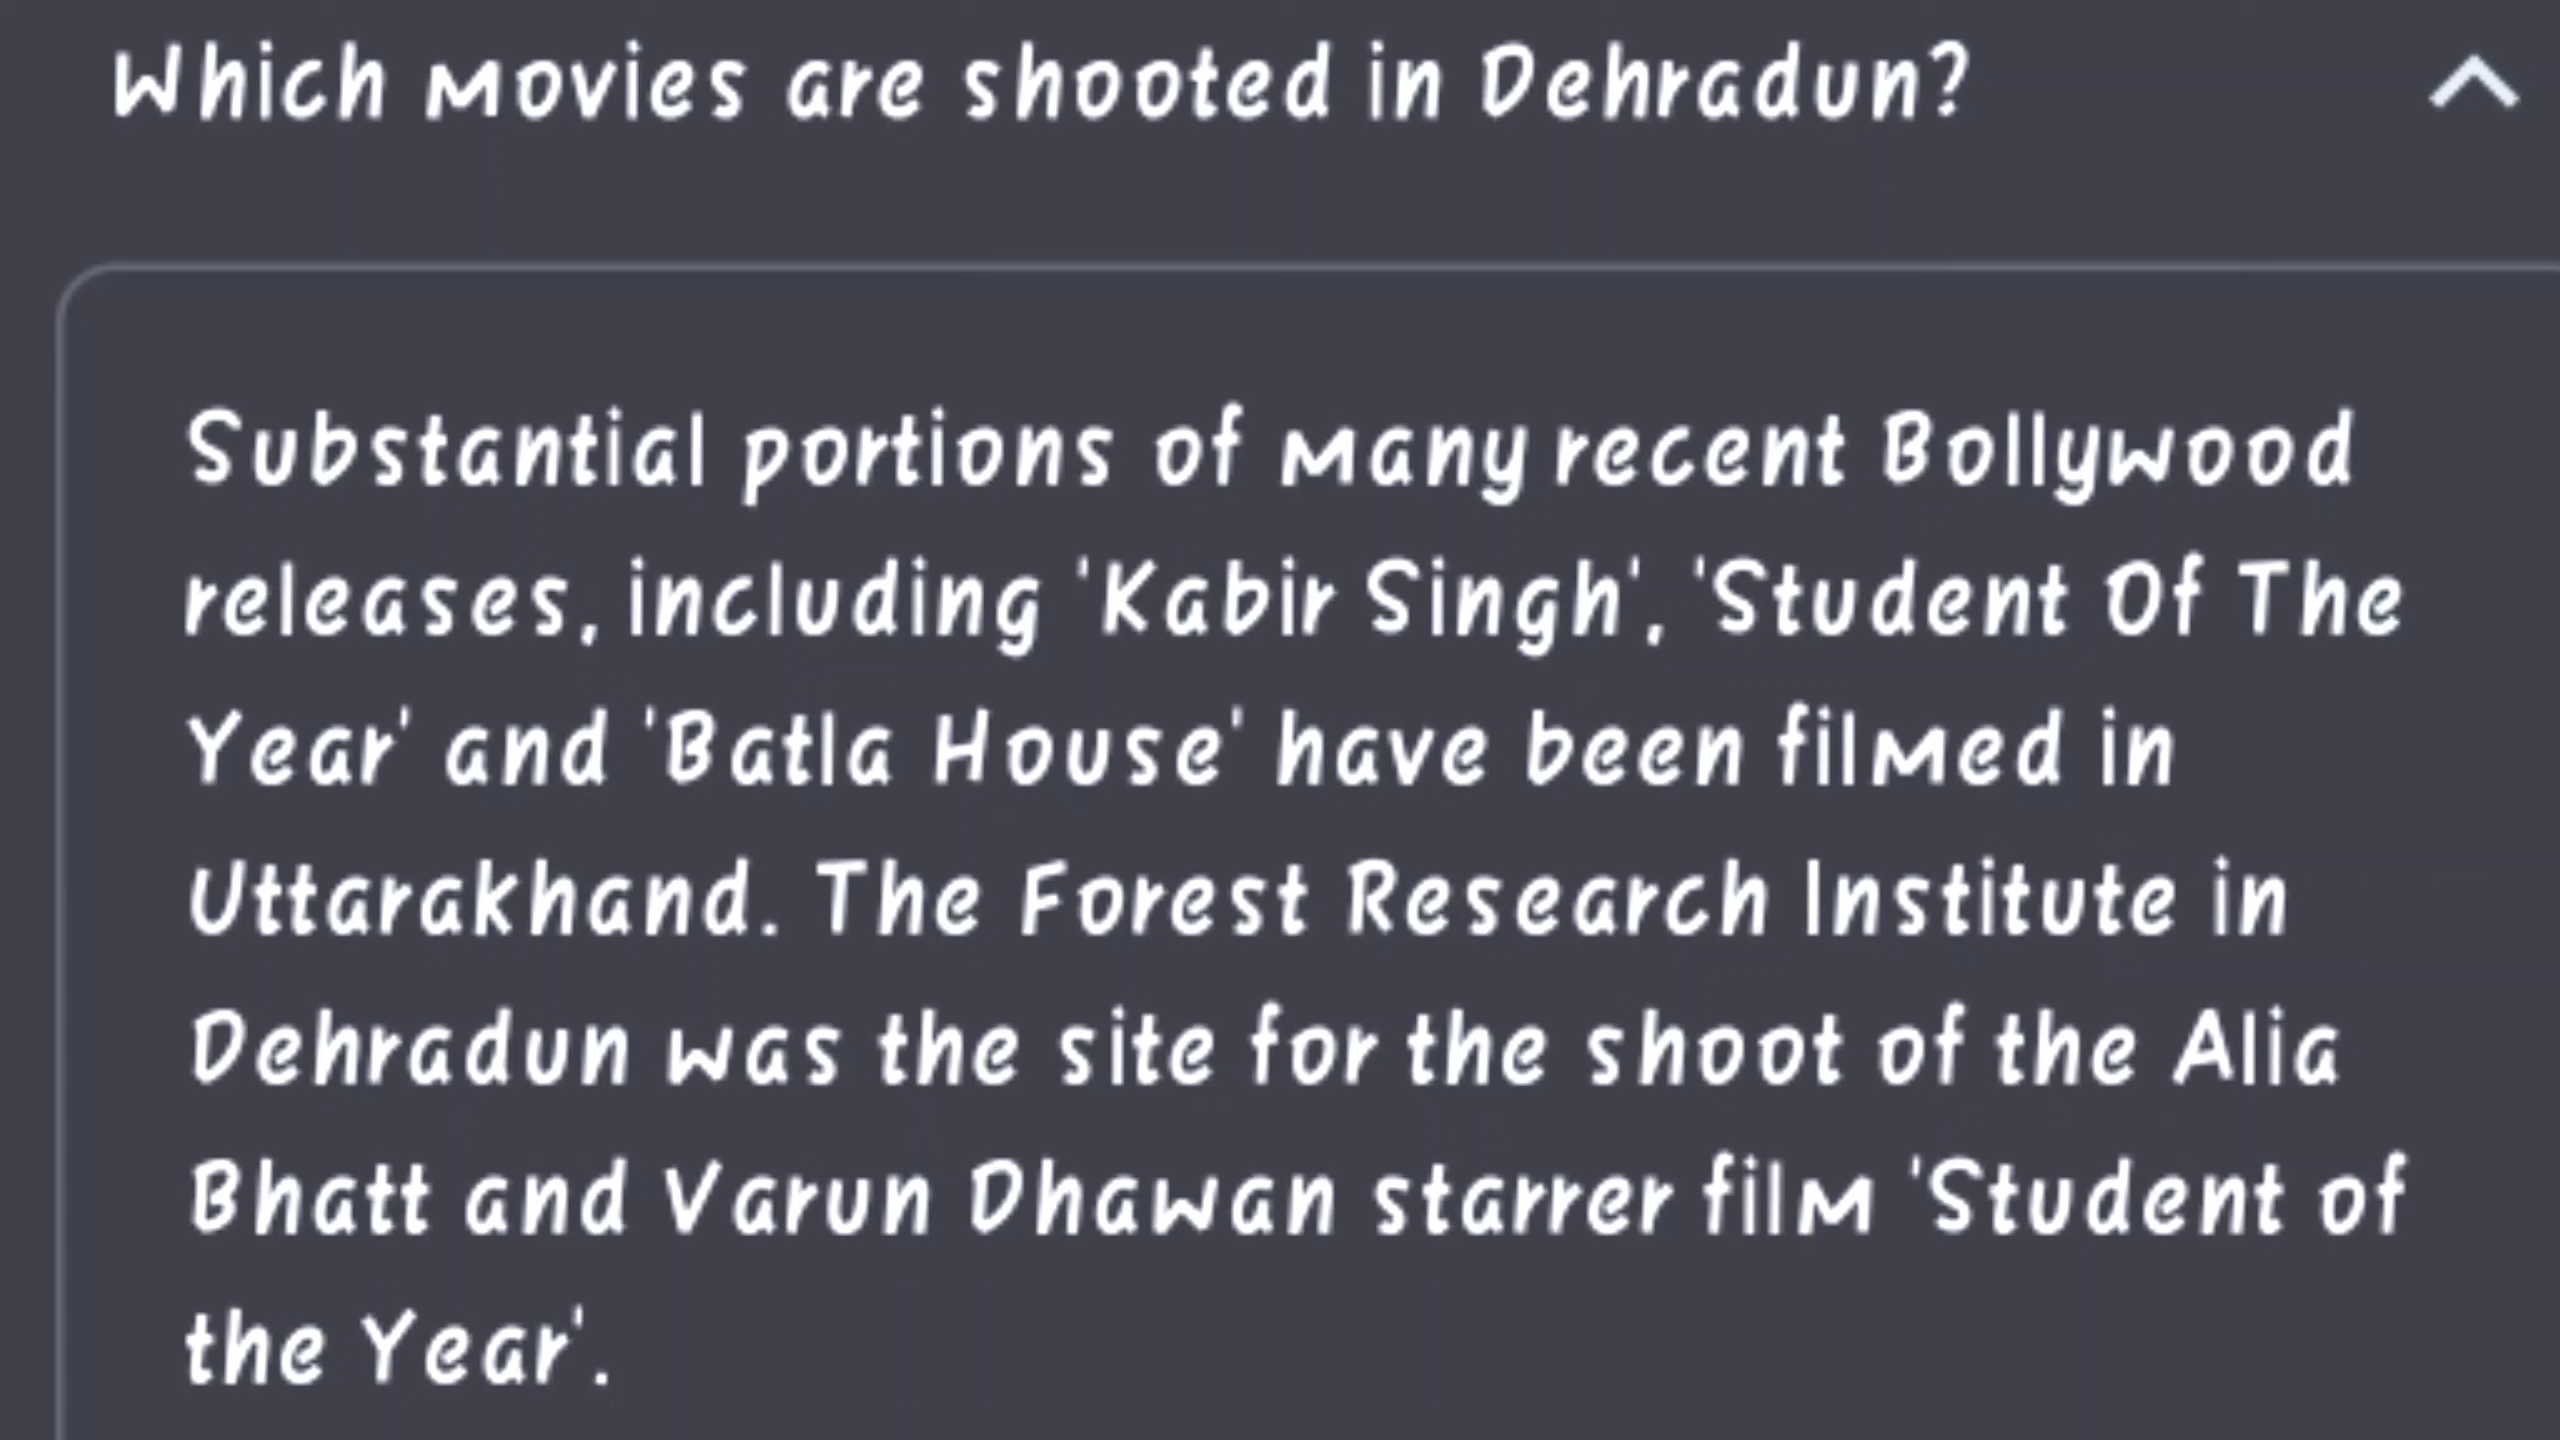 Which movies are shooted in Dehradun?
Substantial portions of many recent Bollywood
releases, including 'Kabir Singh', 'Student Of The
Year' and 'Batla House' have been filmed in
Uttarakhand. The Forest Research Institute in
Dehradun was the site for the shoot of the Alia
Bhatt and Varun Dhawan starrer film 'Student of
the Year'.